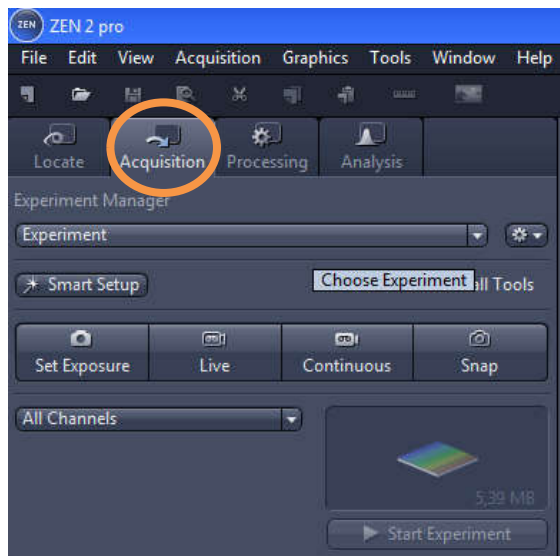 ZEN ZEN 2 pro
File Edit View Acquisition Graphics Tools Window Help
Locate Acquisition Processing Analysis
Experiment Manager
Experiment
Smart Setup Choose Experiment all Tools
Set Exposure Live Continuous Snap
All Channels
5,39 MB
Start Experiment